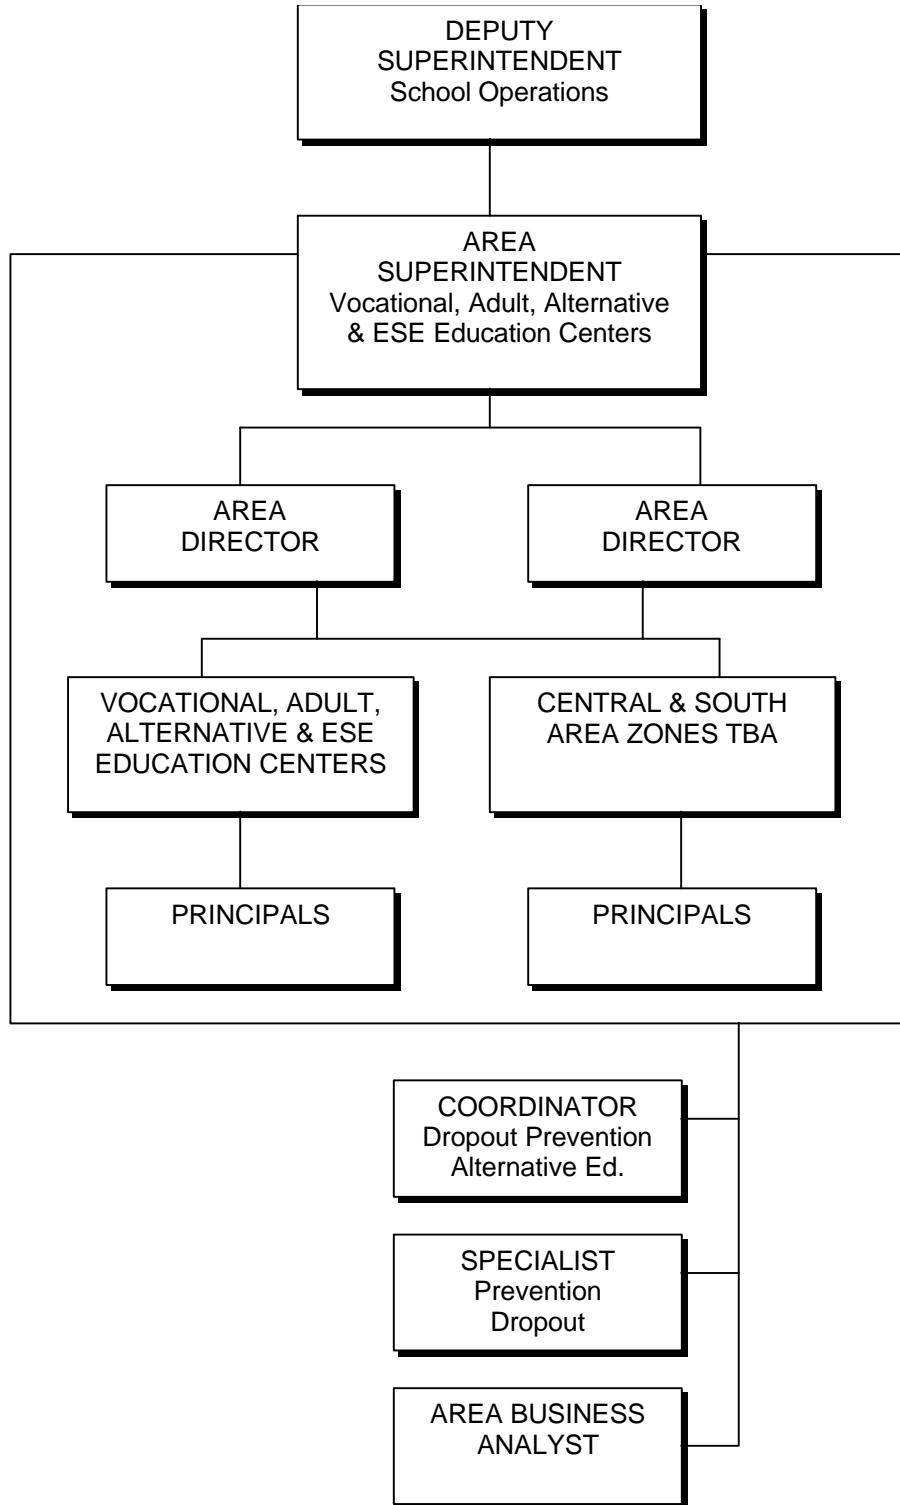 DEPUTY
SUPERINTENDENT
School Operations
AREA
SUPERINTENDENT
Vocational, Adult, Alternative
& ESE Education Centers
AREA
DIRECTOR
AREA
DIRECTOR
VOCATIONAL, ADULT,
ALTERNATIVE & ESE
EDUCATION CENTERS
CENTRAL & SOUTH
AREA ZONES TBA
PRINCIPALS
PRINCIPALS
COORDINATOR
Dropout Prevention
Alternative Ed.
SPECIALIST
Prevention
Dropout
AREA BUSINESS
ANALYST